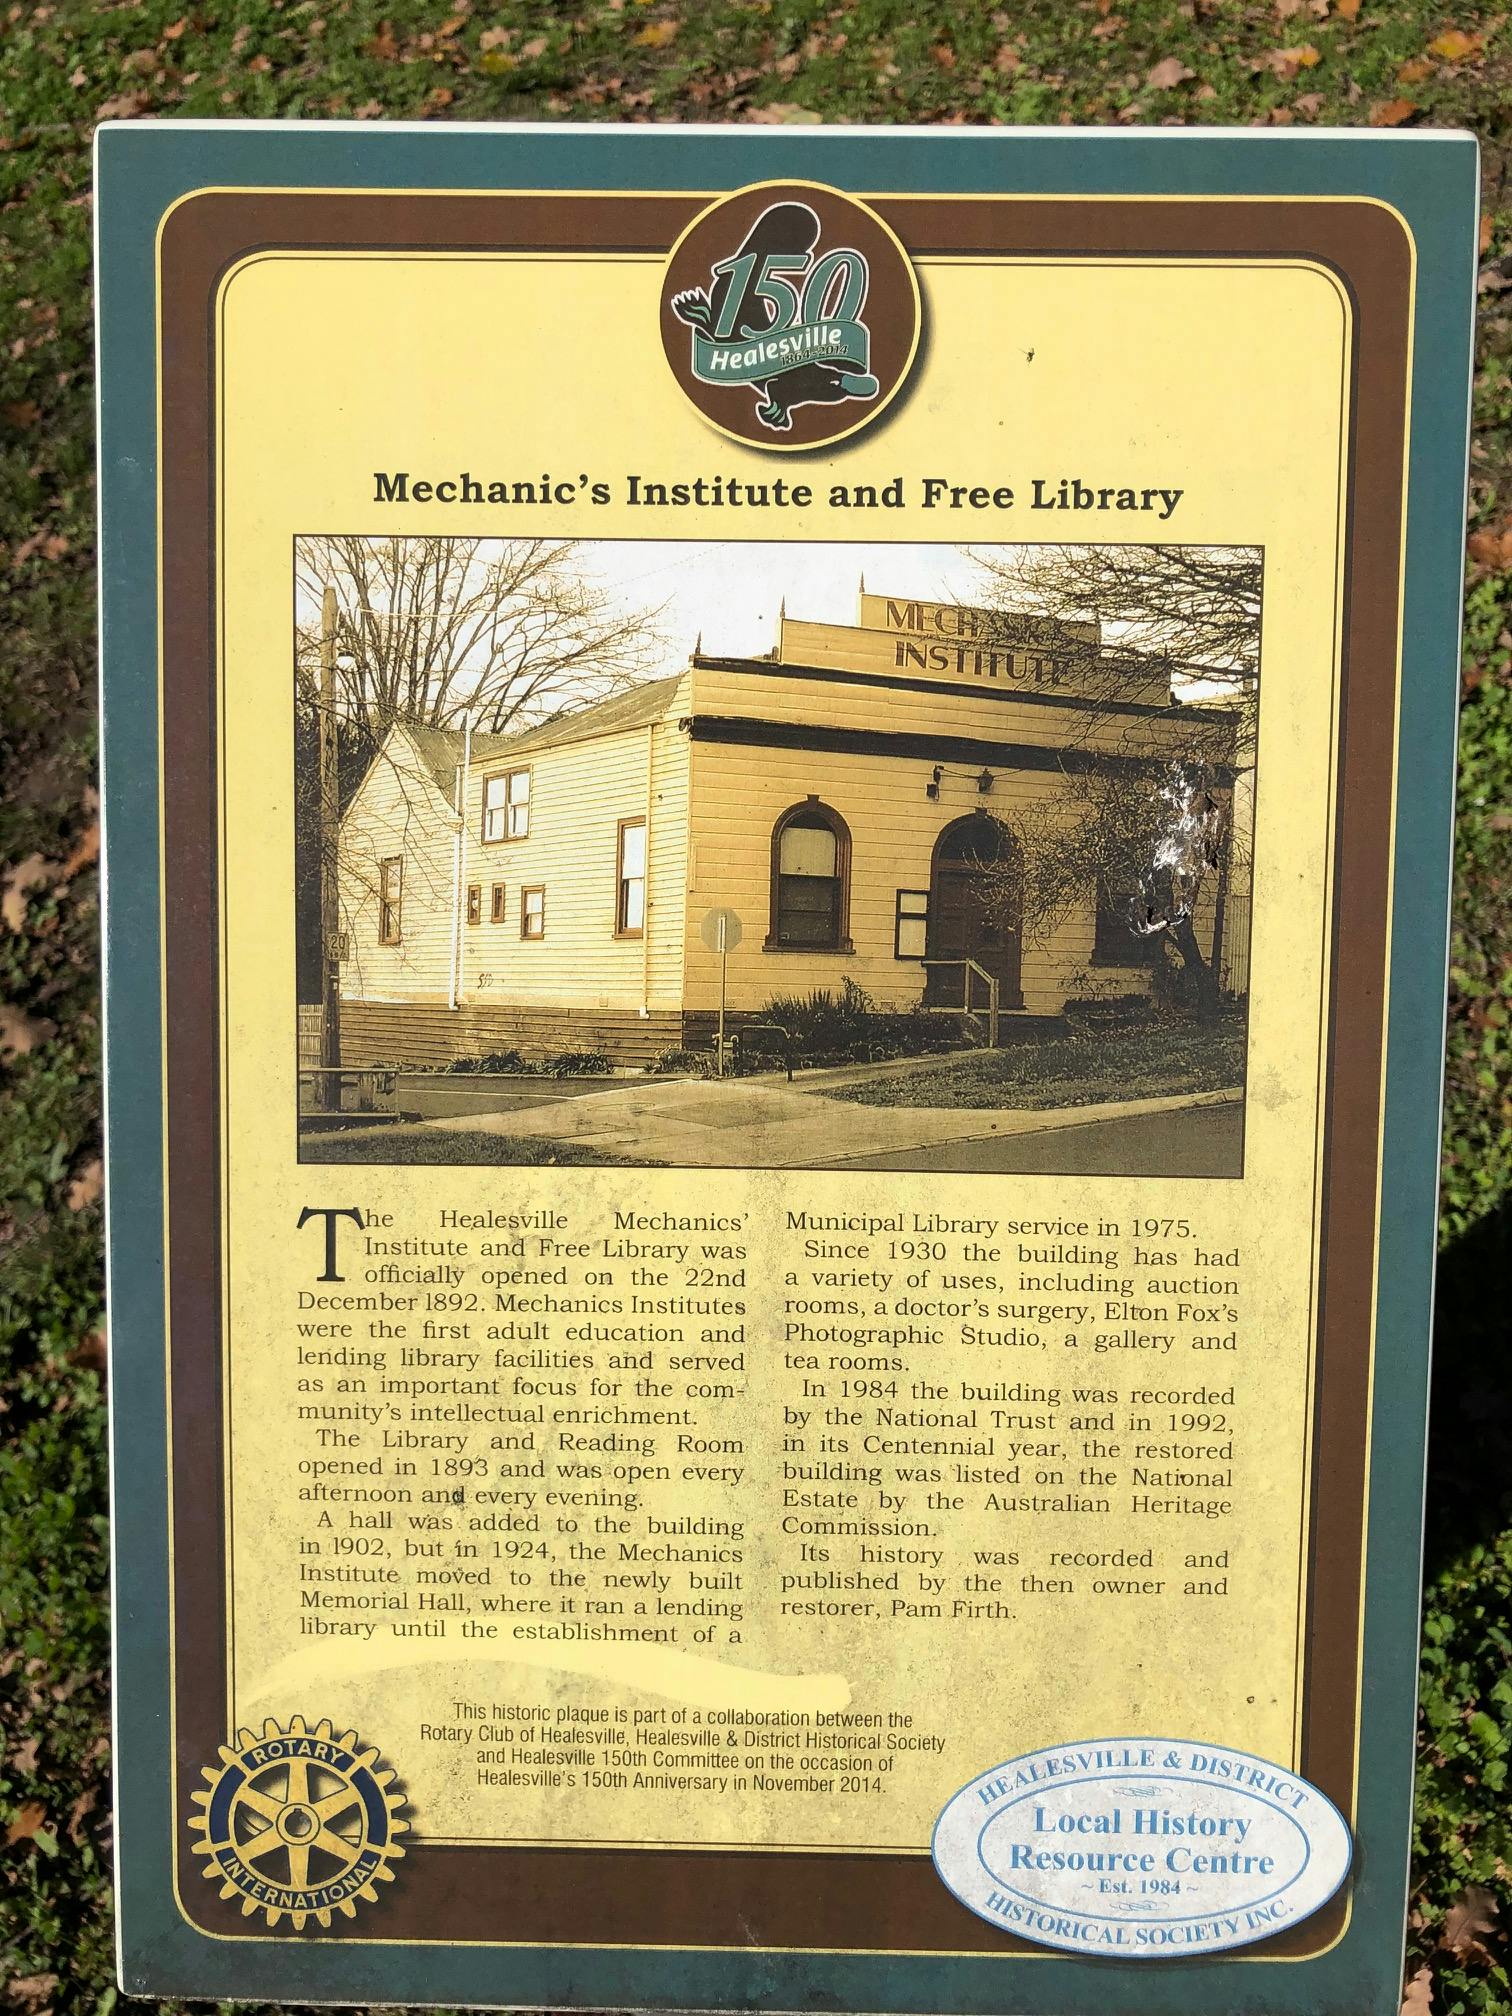 150
Healesville
1864-2014
Mechanic's Institute and Free Library
MECHANICS
INSTITUTE
20
The Healesville Mechanics'
Institute and Free Library was
officially opened on the 22nd
December 1892. Mechanics Institutes
were the first adult education and
lending library facilities and served
as an important focus for the com-
munity's intellectual enrichment.
The Library and Reading Room
opened in 1893 and was open every
afternoon and every evening.
A hall was added to the building
in 1902, but in 1924, the Mechanics
Institute moved to the newly built
Memorial Hall, where it ran a lending
library until the establishment of a
Municipal Library service in 1975.
Since 1930 the building has had
a variety of uses, including auction
rooms, a doctor's surgery, Elton Fox's
Photographic Studio, a gallery and
tea rooms.
In 1984 the building was recorded
by the National Trust and in 1992,
in its Centennial year, the restored
building was listed on the National
Estate by the Australian Heritage
Commission.
Its history was recorded and
published by the then owner and
restorer, Pam Firth.
This historic plaque is part of a collaboration between the
Rotary Club of Healesville, Healesville & District Historical Society
and Healesville 150th Committee on the occasion of
Healesville's 150th Anniversary in November 2014.
ROTARY
INTERNATIONAL
HEALESVILLE & DISTRICT
Local History
Resource Centre
~ Est. 1984 ~
HISTORICAL SOCIETY INC.